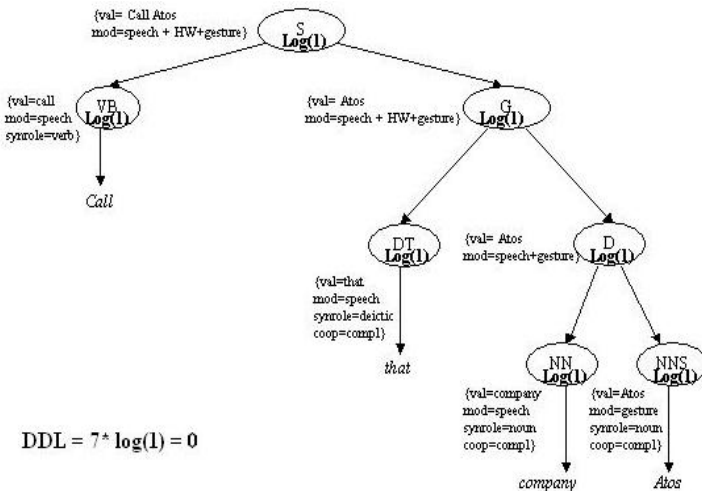 {val= Call Atos
mod=speech + HW+gesture}
S
Log(1)
{val=call
mod=speech
synrole=verb}
VB
Log(1)
{val= Atos
mod=speech + HW+gesture}
G
Log(1)
Call
DT
Log(1)
{val= Atos
mod=speech+gesture}
D
Log(1)
{val=that
mod=speech
synrole=deictic
coop=compl}
that
NN
Log(1)
NNS
Log(1)
{val=company
mod=speech
synrole=noun
coop=compl}
{val=Atos
mod=gesture
synrole=noun
coop=compl}
DDL = 7* log(1) = 0
company
Atos